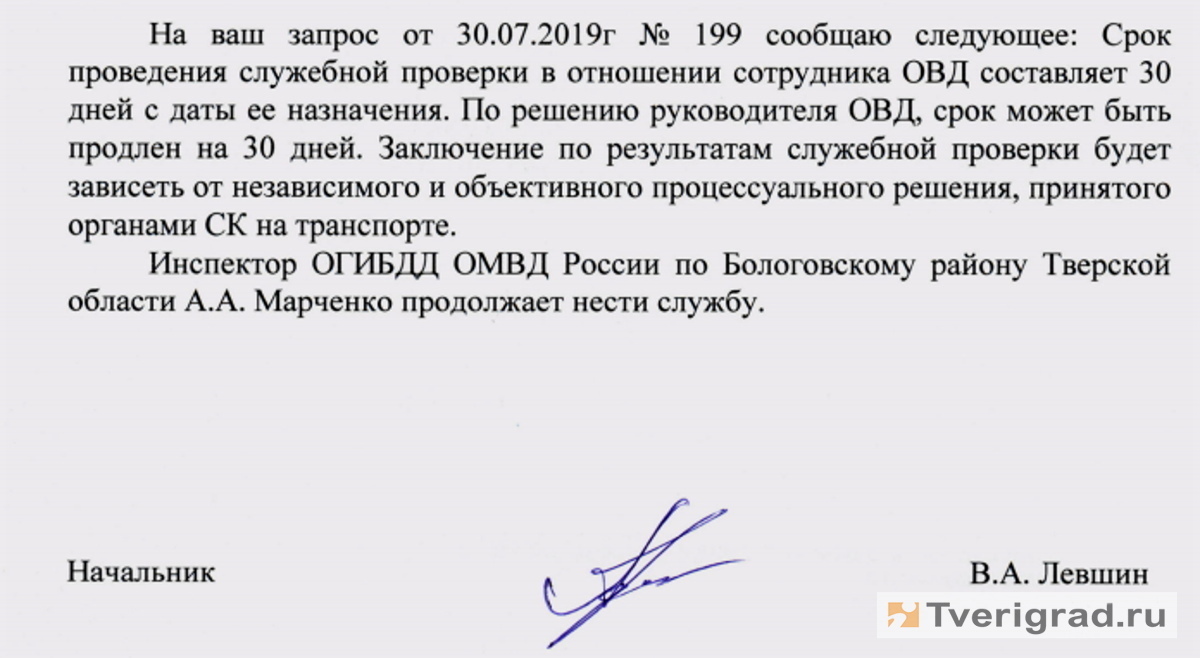 На ваш запрос от 30.07.2019г № 199 сообщаю следующее: Срок
проведения служебной проверки в отношении сотрудника ОВД составляет 30
дней с даты ее назначения. По решению руководителя ОВД, срок может быть
продлен на 30 дней. Заключение по результатам служебной проверки будет
зависеть от независимого и объективного процессуального решения, принятого
органами СК на транспорте.
Инспектор ОГИБДД ОМВД России по Бологовскому району Тверской
области А.А. Марченко продолжает нести службу.
Начальник
В.А. Левшин
Tverigrad.ru